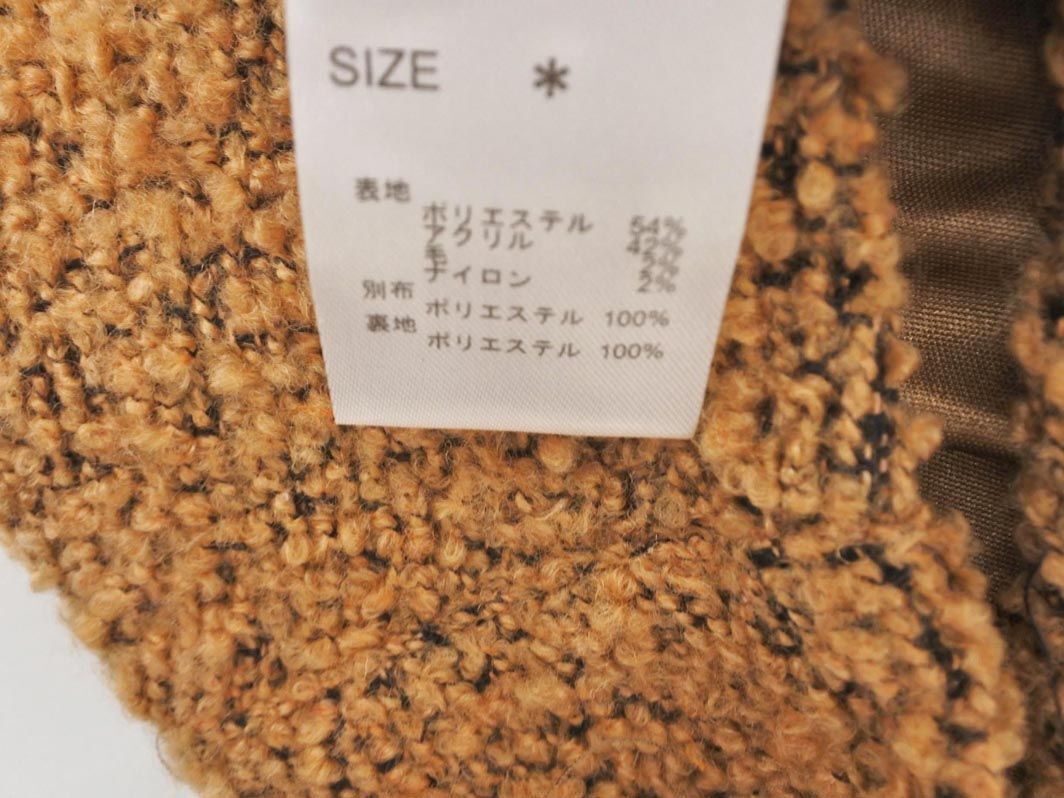 SIZE *
表地
ポリエステル 54%
アクリル 42%
毛
ナイロン 2%
別布
ポリエステル 100%
裏地
ポリエステル 100%